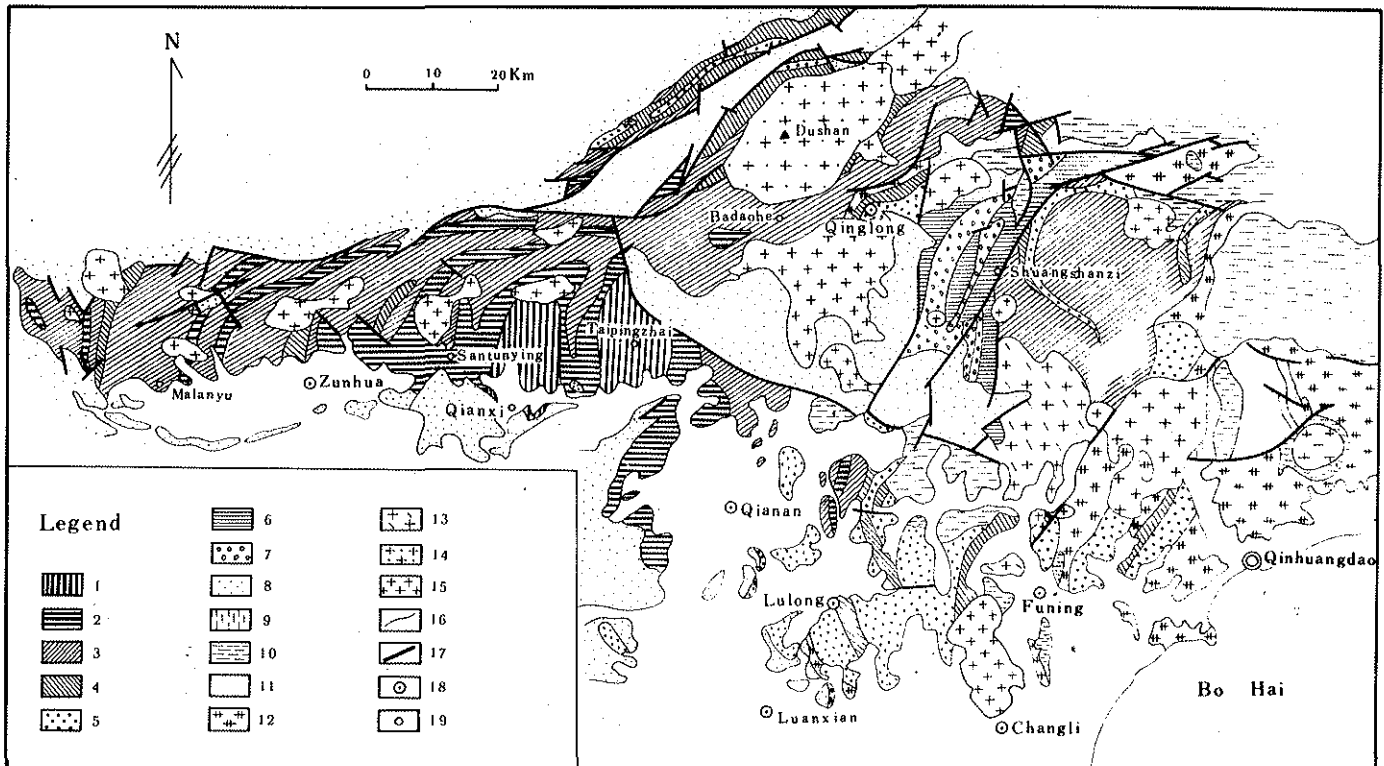 N
0 10 20 Km
Dushan
Badaohe
Qinglong
Shuangshanzi
Taipingzhai
Santunying
Malanyu
Zunhua
Qianxi
Qianan
Qinhuangdao
Lulong
Funing
Luanxian
Changli
Bo Hai
Legend
1
2
3
4
5
6
7
8
9
10
11
12
13
14
15
16
17
18
19